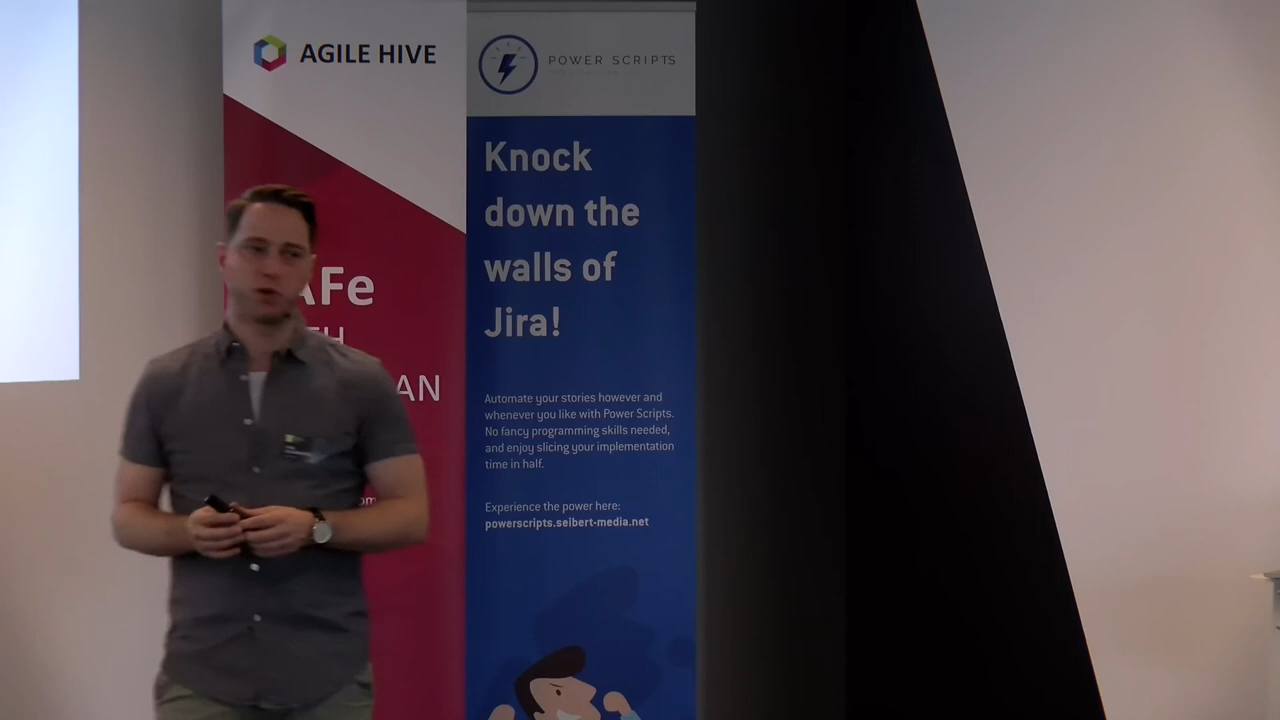 AGILE HIVE
AFe
TH
AN
om
POWER SCRIPTS
Knock
down the
walls of
Jira!
Automate your stories however and
whenever you like with Power Scripts.
No fancy programming skills needed,
and enjoy slicing your implementation
time in half.
Experience the power here:
powerscripts.seibert-media.net